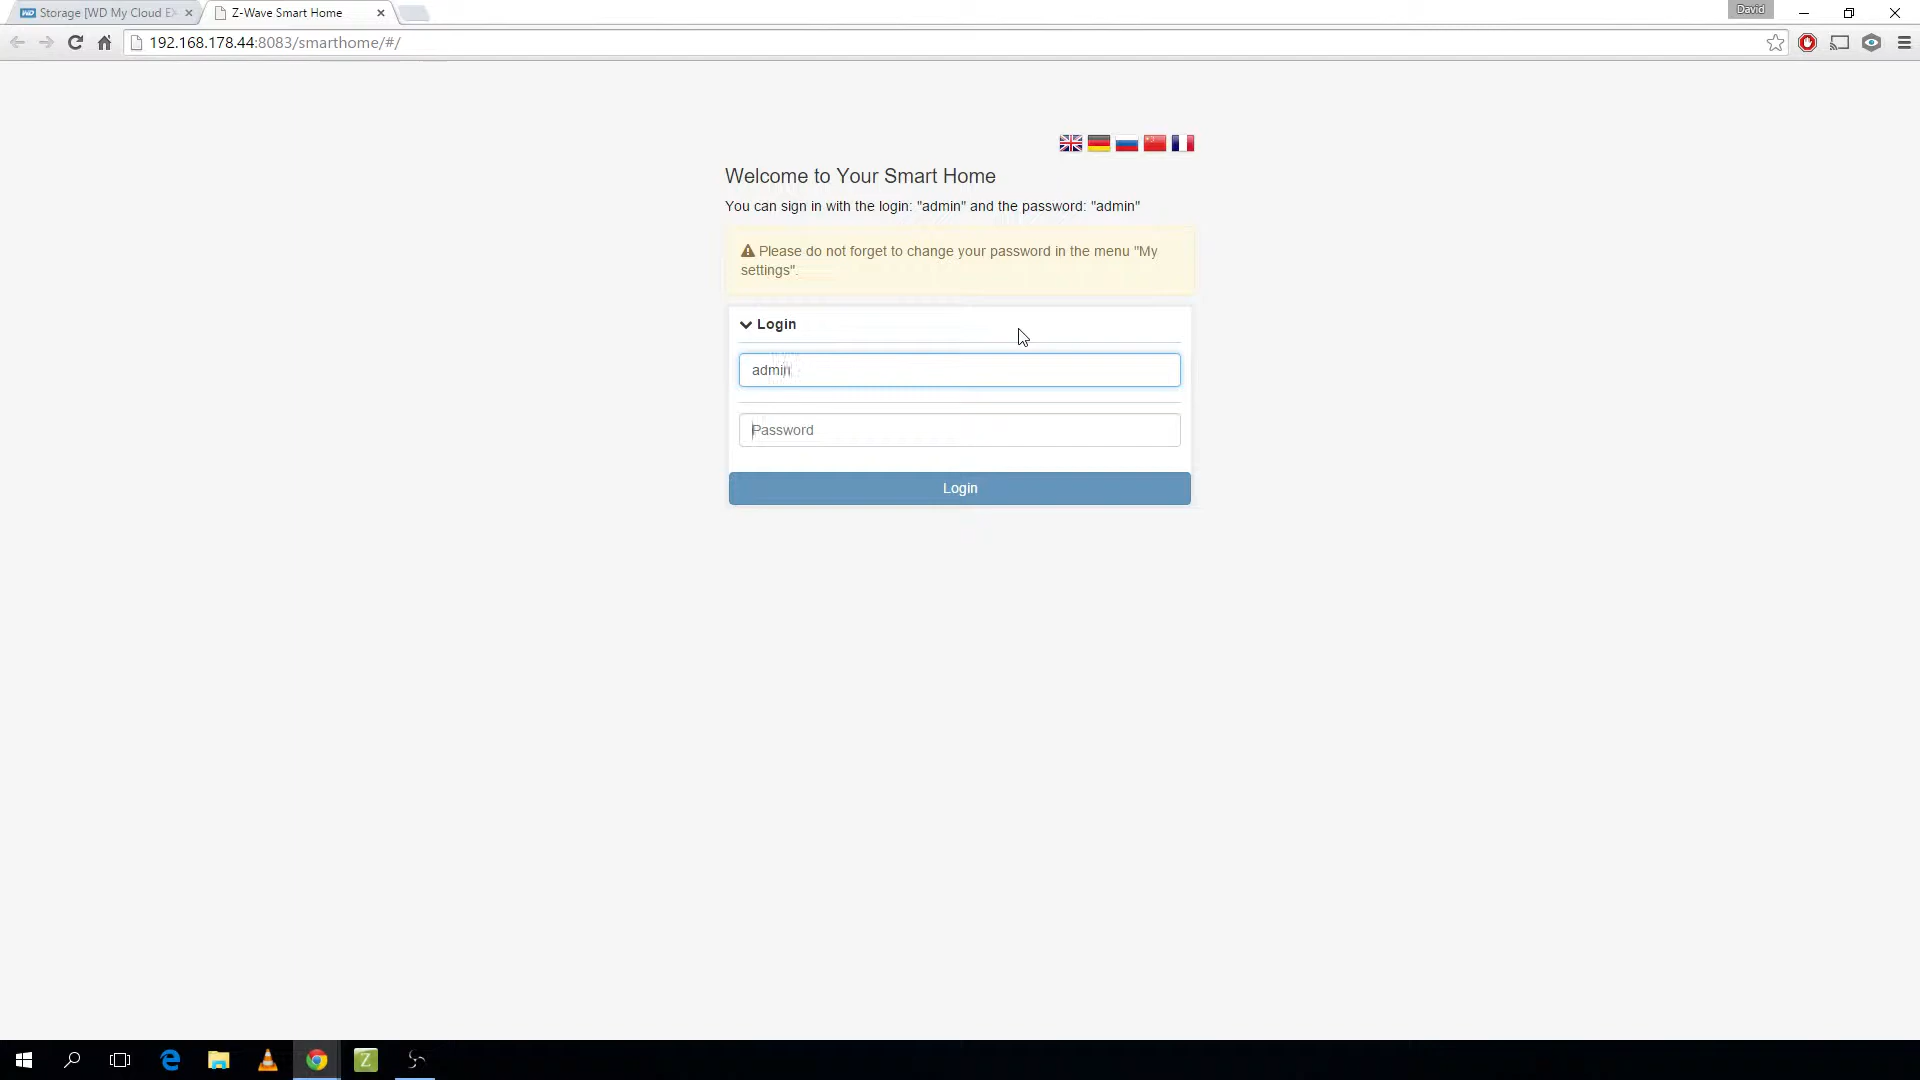 Storage [WD My Cloud E
Z-Wave Smart Home
David
192.168.178.44:8083/smarthome/#/
Welcome to Your Smart Home
You can sign in with the login: "admin" and the password: "admin"
Please do not forget to change your password in the menu "My
settings".
Login
admin
Password
Login